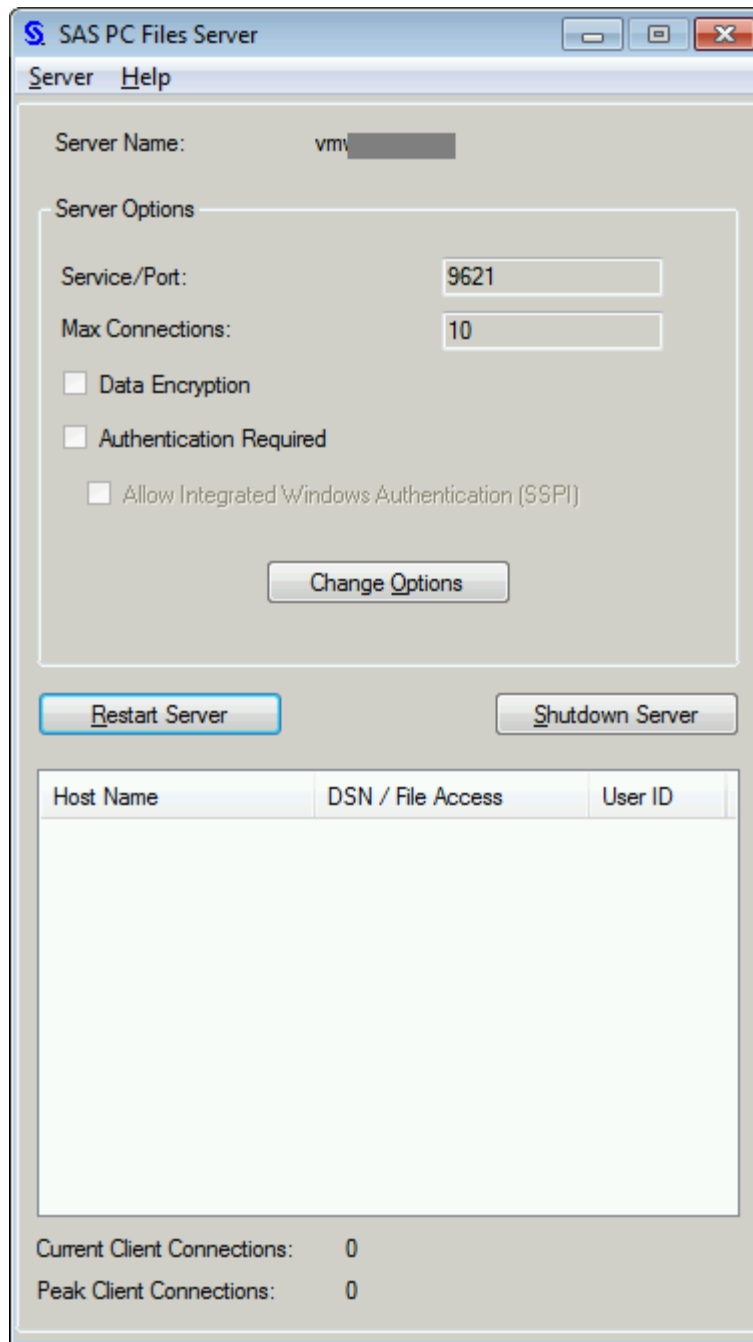 SAS PC Files Server
Server Help
Server Name:
Server Options
Service/Port: 9621
Max Connections: 10
Data Encryption
Authentication Required
Allow Integrated Windows Authentication (SSPI)
Change Options
Restart Server Shutdown Server
Host Name DSN / File Access User ID
Current Client Connections: 0
Peak Client Connections: 0